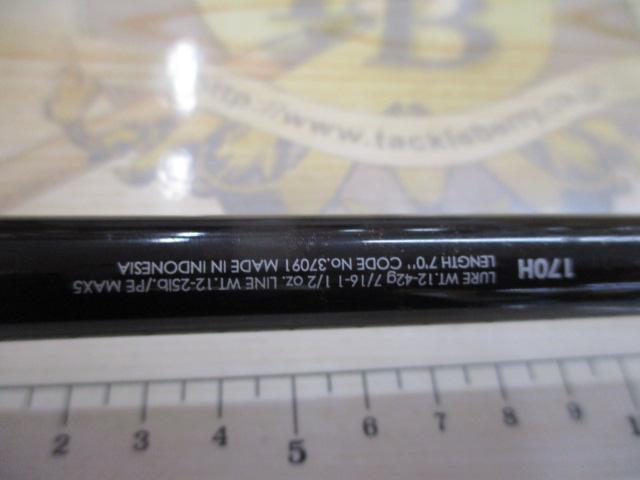 B
http://www.tackleberry.co.jp
170H
LURE WT.12-42g 7/16-1 1/2 oz. LINE WT.12-25lb./PE MAX5
LENGTH 7'0'' CODE No.37091 MADE IN INDONESIA
2 3 4 5 6 7 8 9